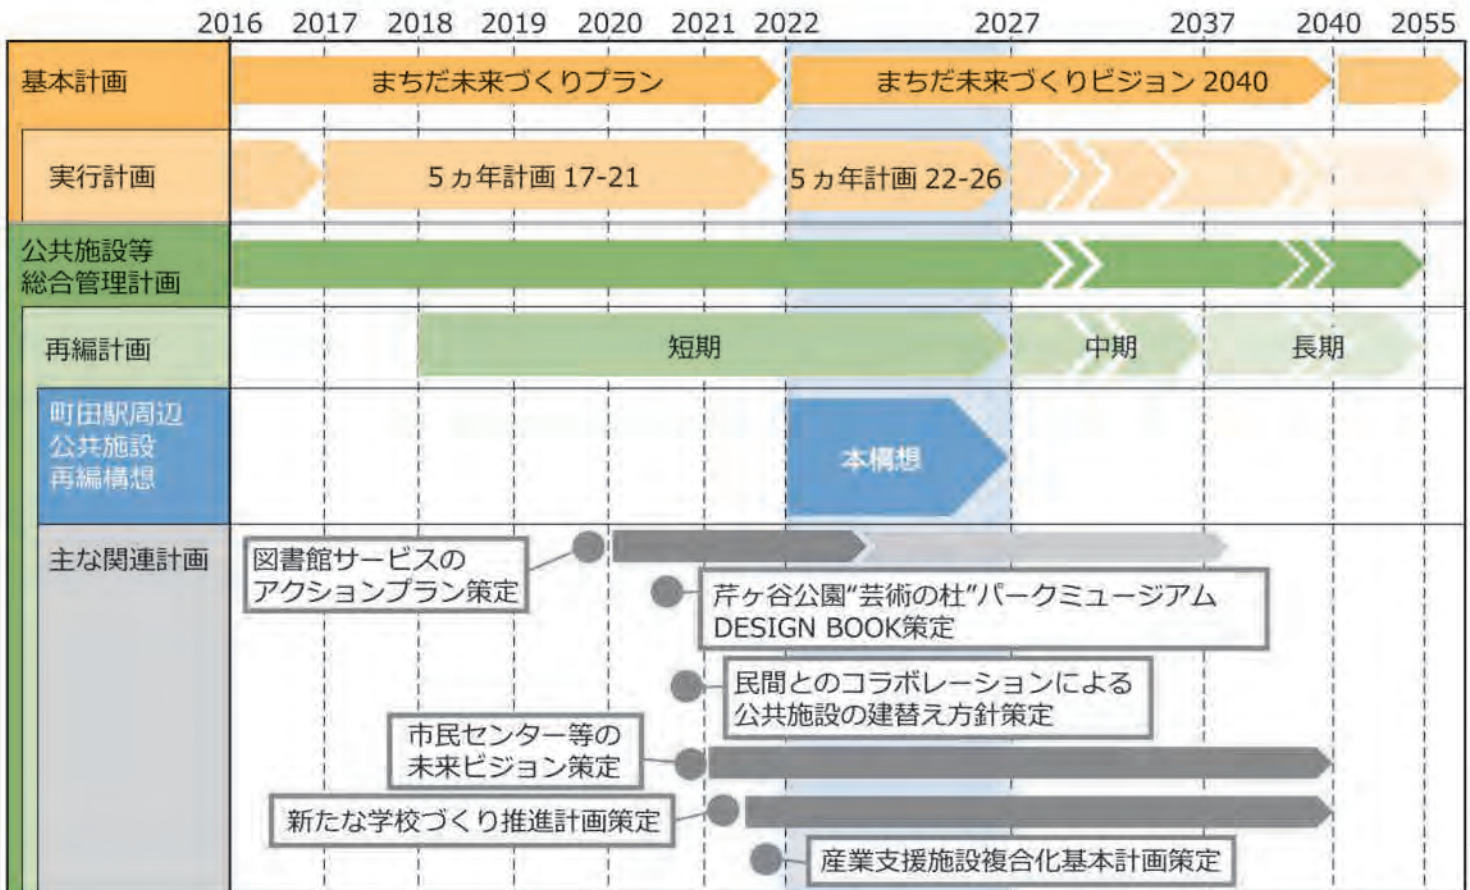 2016 2017 2018 2019 2020 2021 2022 2027 2037 2040 2055
基本計画
まちだ未来づくりプラン
まちだ未来づくりビジョン 2040
実行計画
5ヵ年計画 17-21
5ヵ年計画 22-26
公共施設等
総合管理計画
再編計画
短期
中期
長期
町田駅周辺
公共施設
再編構想
本構想
主な関連計画
図書館サービスの
アクションプラン策定
芹ヶ谷公園“芸術の杜”パークミュージアム
DESIGN BOOK策定
民間とのコラボレーションによる
公共施設の建替え方針策定
市民センター等の
未来ビジョン策定
新たな学校づくり推進計画策定
産業支援施設複合化基本計画策定